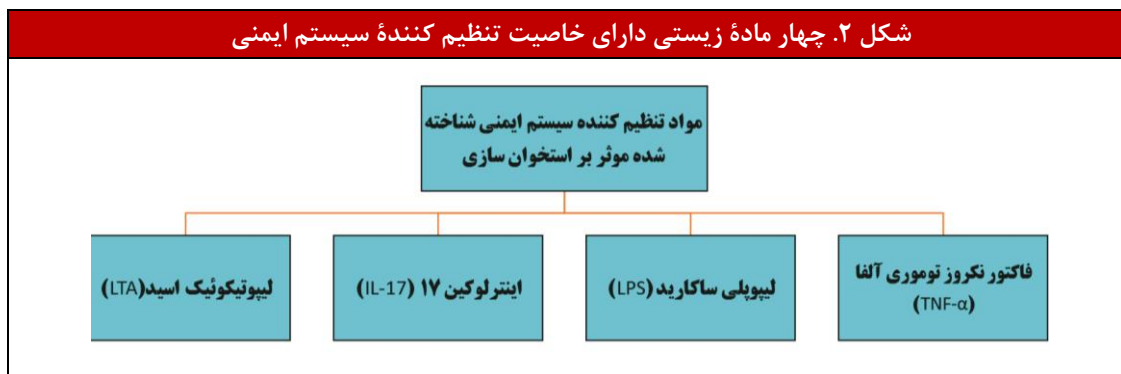 شکل ۲. چهار مادهٔ زیستی دارای خاصیت تنظیم کنندهٔ سیستم ایمنی
مواد تنظیم کننده سیستم ایمنی شناخته
شده موثر بر استخوان سازی
فاکتور نکروز توموری آلفا
(TNF-α)
لیپوپلی ساکارید (LPS)
اینترلوکین ۱۷ (IL-17)
لیپوتیکوئیک اسید(LTA)